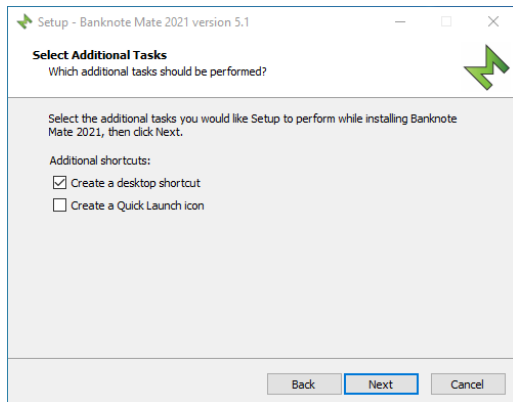 Setup - Banknote Mate 2021 version 5.1
Select Additional Tasks
Which additional tasks should be performed?
Select the additional tasks you would like Setup to perform while installing Banknote
Mate 2021, then click Next.
Additional shortcuts:
Create a desktop shortcut
Create a Quick Launch icon
Back Next Cancel